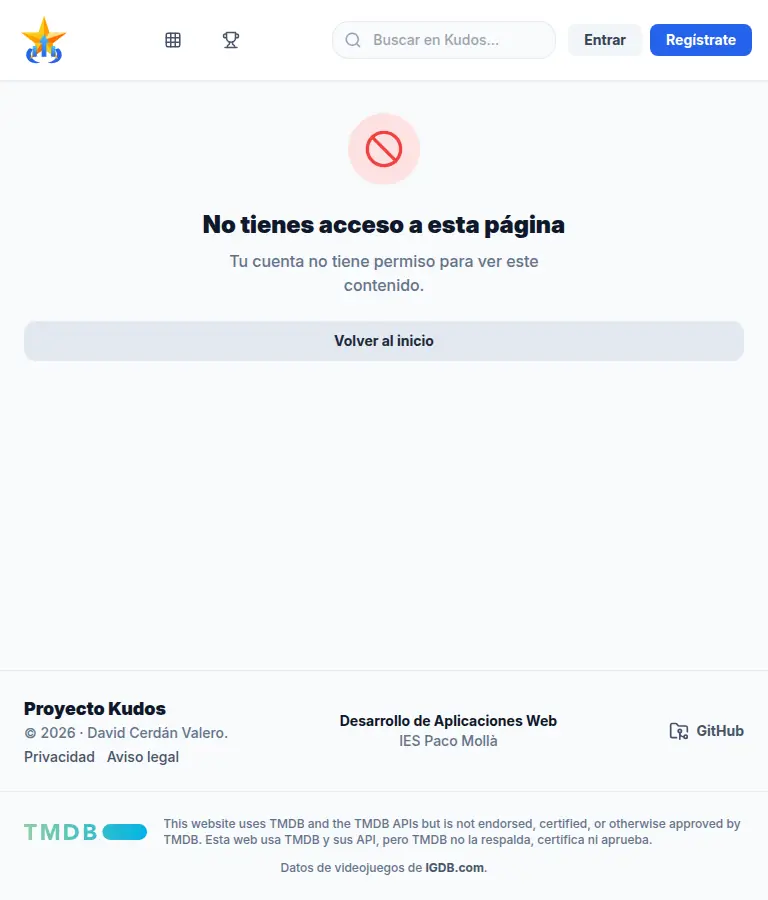 Buscar en Kudos...
Entrar
Regístrate
No tienes acceso a esta página
Tu cuenta no tiene permiso para ver este
contenido.
Volver al inicio
Proyecto Kudos
© 2026 · David Cerdán Valero.
Privacidad Aviso legal
Desarrollo de Aplicaciones Web
IES Paco Mollà
GitHub
TMDB
This website uses TMDB and the TMDB APIs but is not endorsed, certified, or otherwise approved by
TMDB. Esta web usa TMDB y sus API, pero TMDB no la respalda, certifica ni aprueba.
Datos de videojuegos de IGDB.com.